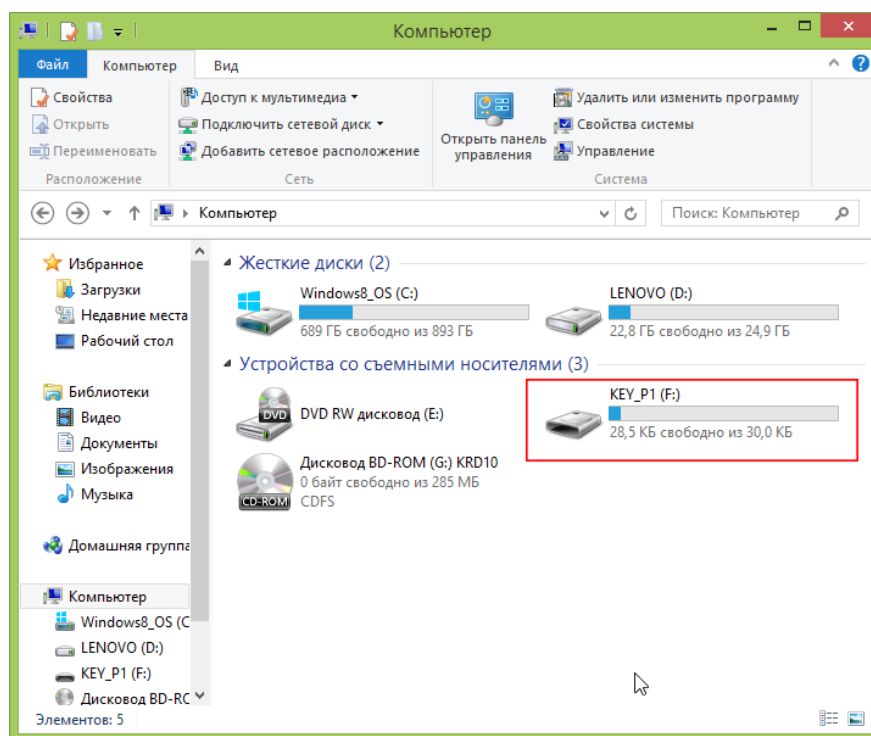 Компьютер
Файл Компьютер Вид
Свойства
Открыть
Переименовать
Расположение
Доступ к мультимедиа
Подключить сетевой диск
Добавить сетевое расположение
Сеть
Открыть панель
управления
Удалить или изменить программу
Свойства системы
Управление
Система
Компьютер
Поиск: Компьютер
Избранное
Загрузки
Недавние места
Рабочий стол
Библиотеки
Видео
Документы
Изображения
Музыка
Домашняя группа
Компьютер
Windows8_OS (C
LENOVO (D:)
KEY_P1 (F:)
Дисковод BD-RC
Жесткие диски (2)
Windows8_OS (C:)
689 ГБ свободно из 893 ГБ
LENOVO (D:)
22,8 ГБ свободно из 24,9 ГБ
Устройства со съемными носителями (3)
DVD
DVD RW дисковод (E:)
KEY_P1 (F:)
28,5 КБ свободно из 30,0 КБ
CD-ROM
Дисковод BD-ROM (G:) KRD10
0 байт свободно из 285 МБ
CDFS
Элементов: 5